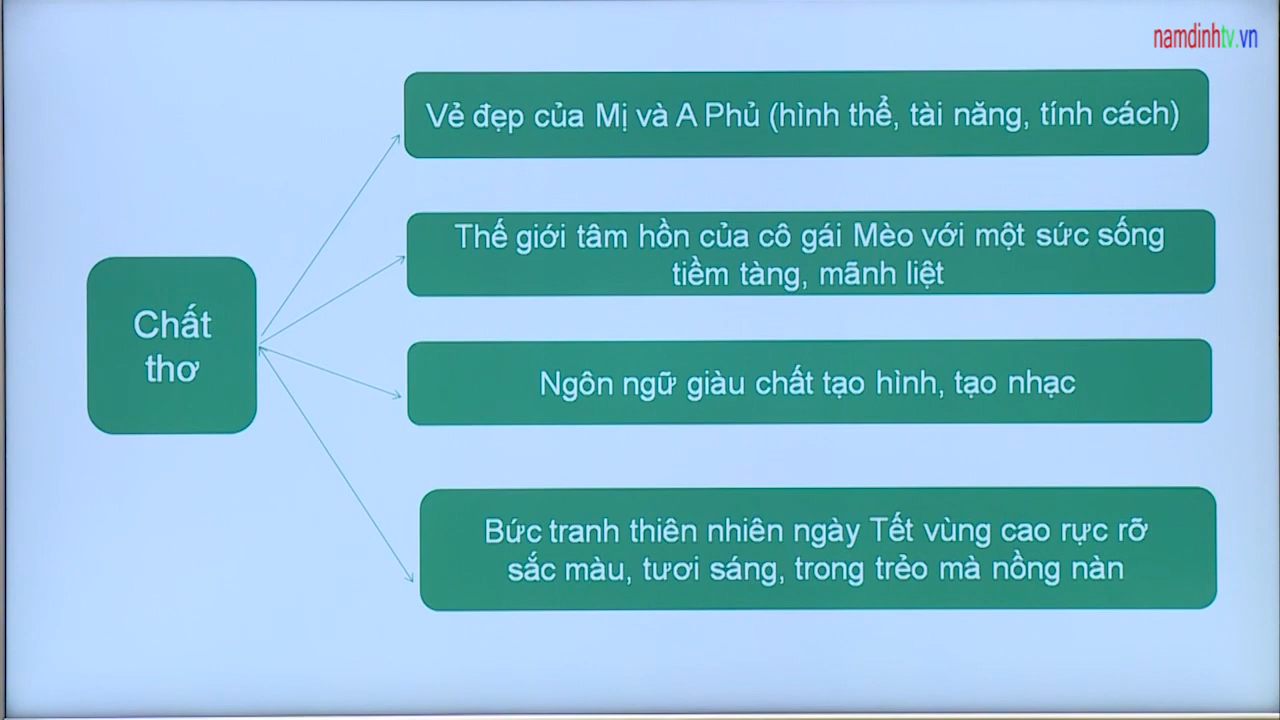 namdinhtv.vn
Vẻ đẹp của Mị và A Phủ (hình thể, tài năng, tính cách)
Thế giới tâm hồn của cô gái Mèo với một sức sống
tiềm tàng, mãnh liệt
Chất
thơ
Ngôn ngữ giàu chất tạo hình, tạo nhạc
Bức tranh thiên nhiên ngày Tết vùng cao rực rỡ
sắc màu, tươi sáng, trong trẻo mà nồng nàn